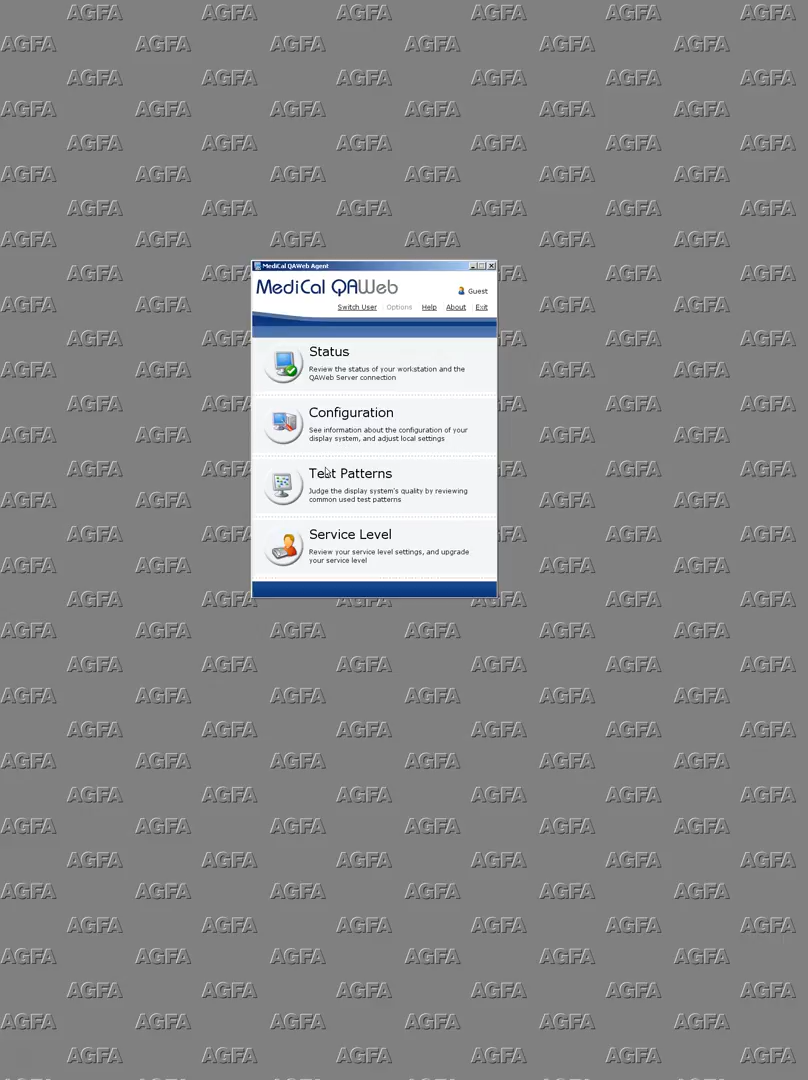 MediCal QAWeb Agent
MediCal QAWeb
Guest
Switch User Options Help About Exit
Status
Review the status of your workstation and the
QAWeb Server connection
Configuration
See information about the configuration of your
display system, and adjust local settings
Test Patterns
Judge the display system's quality by reviewing
common used test patterns
Service Level
Review your service level settings, and upgrade
your service level
AGFA